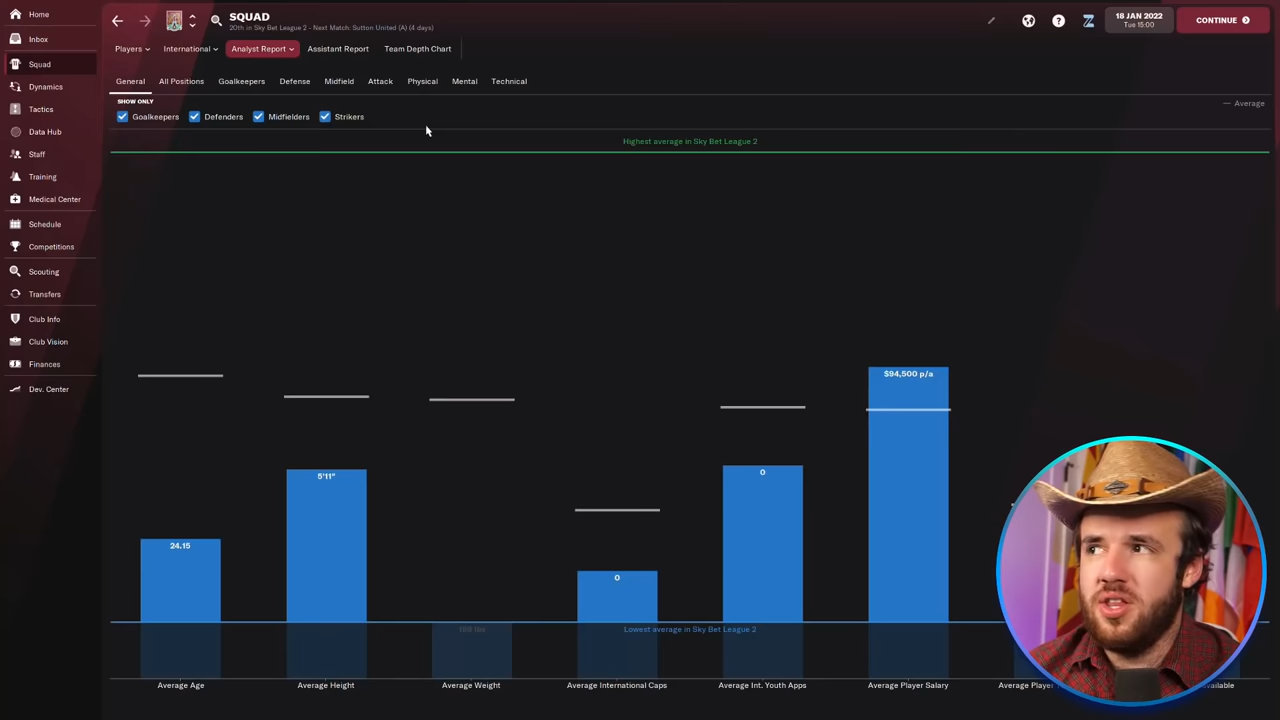 Home
Inbox
Squad
Dynamics
Tactics
Data Hub
Staff
Training
Medical Center
Schedule
Competitions
Scouting
Transfers
Club Info
Club Vision
Finances
Dev. Center
SQUAD
20th in Sky Bet League 2 - Next Match: Sutton United (A) (4 days)
18 JAN 2022
Tue 15:00
CONTINUE
Players
International
Analyst Report
Assistant Report
Team Depth Chart
General
All Positions
Goalkeepers
Defense
Midfield
Attack
Physical
Mental
Technical
SHOW ONLY
Goalkeepers
Defenders
Midfielders
Strikers
Average
Highest average in Sky Bet League 2
$94,500 p/a
0
5'11"
24.15
0
Lowest average in Sky Bet League 2
Average Age
Average Height
Average Weight
Average International Caps
Average Int. Youth Apps
Average Player Salary
Average Player